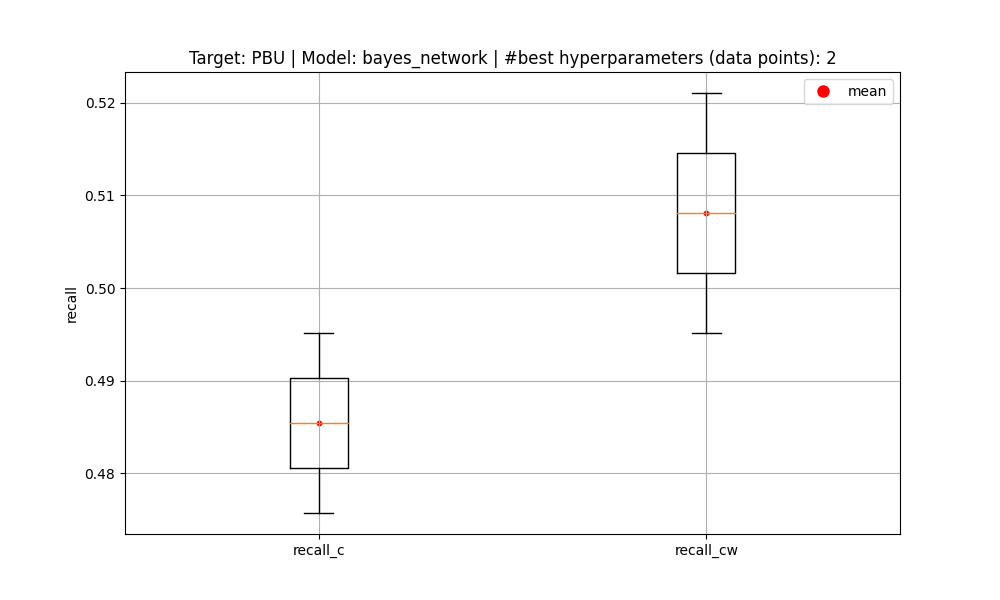 Target: PBU | Model: bayes_network | #best hyperparameters (data points): 2
mean
0.52
0.51
0.50
0.49
0.48
recall
recall_c
recall_cw